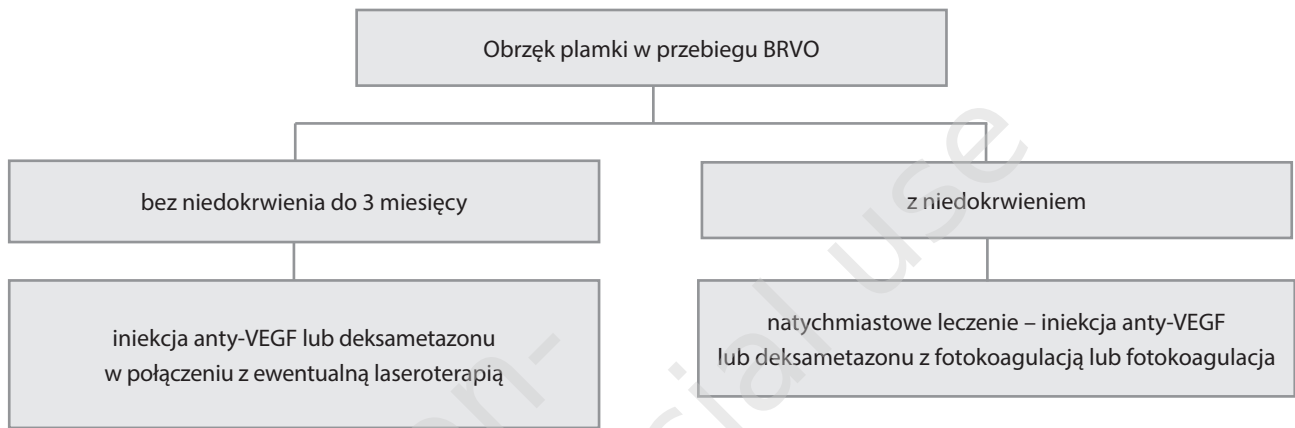 Obrzęk plamki w przebiegu BRVO
bez niedokrwienia do 3 miesięcy
z niedokrwieniem
iniekcja anty-VEGF lub deksametazonu
w połączeniu z ewentualną laseroterapią
natychmiastowe leczenie – iniekcja anty-VEGF
lub deksametazonu z fotokoagulacją lub fotokoagulacja